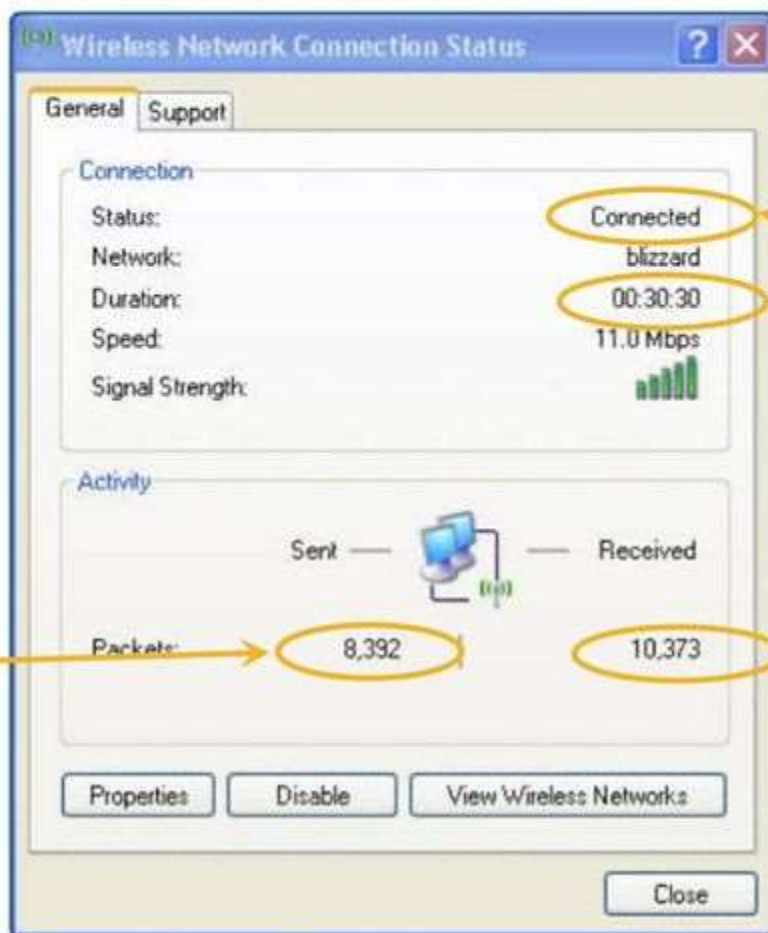 Wireless Network Connection Status
General Support
Connection
Status: Connected
Network: blizzard
Duration: 00:30:30
Speed: 11.0 Mbps
Signal Strength:
Activity
Sent — — Received
Packets: 8,392 | 10,373
Properties Disable View Wireless Networks
Close